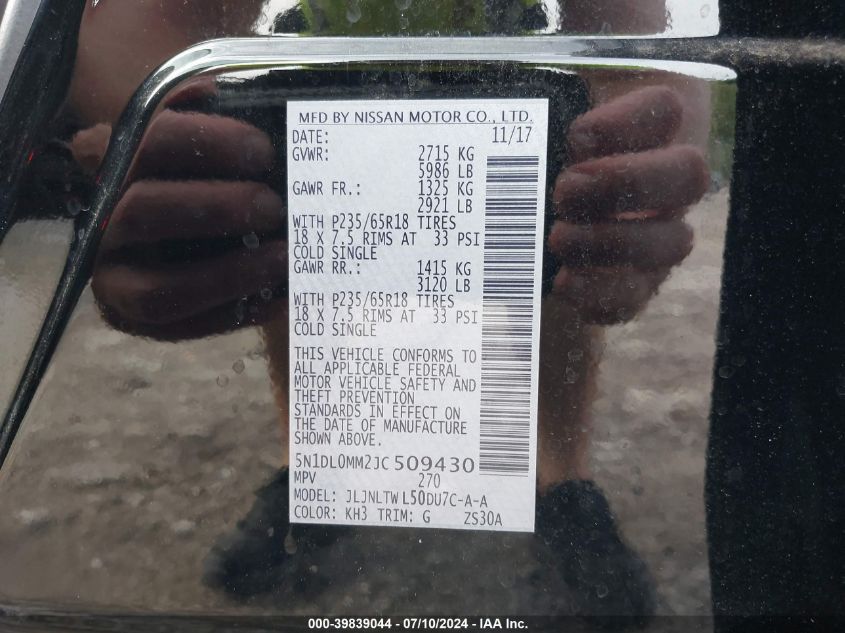 MFD BY NISSAN MOTOR CO., LTD.
DATE: 11/17
GVWR: 2715 KG
5986 LB
GAWR FR.: 1325 KG
2921 LB
WITH P235/65R18 TIRES
18 X 7.5 RIMS AT 33 PSI
COLD SINGLE
GAWR RR.: 1415 KG
3120 LB
WITH P235/65R18 TIRES
18 X 7.5 RIMS AT 33 PSI
COLD SINGLE
THIS VEHICLE CONFORMS TO
ALL APPLICABLE FEDERAL
MOTOR VEHICLE SAFETY AND
THEFT PREVENTION
STANDARDS IN EFFECT ON
THE DATE OF MANUFACTURE
SHOWN ABOVE.
5N1DL0MM2JC509430
MPV 270
MODEL: JLJNLTWL50DU7C-A-A
COLOR: KH3 TRIM: G ZS30A
000-39839044 - 07/10/2024 - IAA Inc.